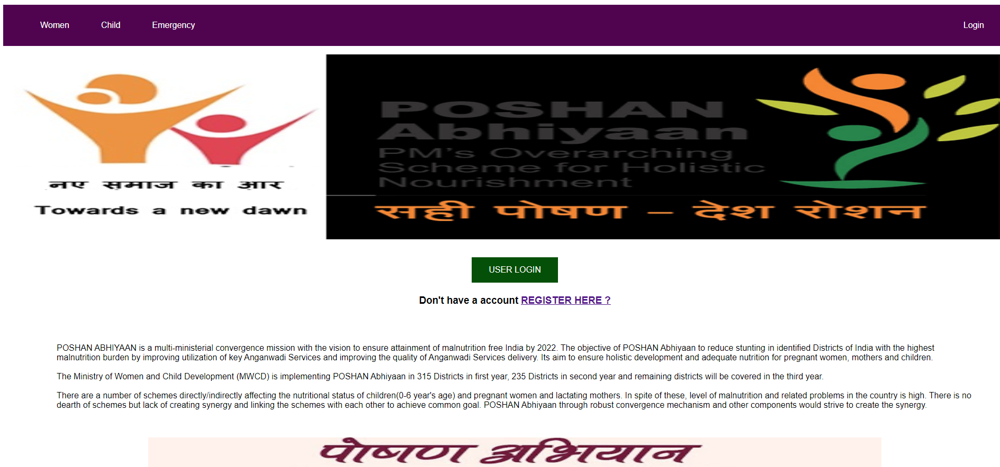 Women Child Emergency Login
नए समाज का आर
Towards a new dawn
POSHAN
Abhiyaan
PM's Overarching
Scheme for Holistic
Nourishment
सही पोषण – देश रोशन
USER LOGIN
Don't have a account REGISTER HERE ?
POSHAN ABHIYAAN is a multi-ministerial convergence mission with the vision to ensure attainment of malnutrition free India by 2022. The objective of POSHAN Abhiyaan to reduce stunting in identified Districts of India with the highest
malnutrition burden by improving utilization of key Anganwadi Services and improving the quality of Anganwadi Services delivery. Its aim to ensure holistic development and adequate nutrition for pregnant women, mothers and children.
The Ministry of Women and Child Development (MWCD) is implementing POSHAN Abhiyaan in 315 Districts in first year, 235 Districts in second year and remaining districts will be covered in the third year.
There are a number of schemes directly/indirectly affecting the nutritional status of children(0-6 year's age) and pregnant women and lactating mothers. In spite of these, level of malnutrition and related problems in the country is high. There is no
dearth of schemes but lack of creating synergy and linking the schemes with each other to achieve common goal. POSHAN Abhiyaan through robust convergence mechanism and other components would strive to create the synergy.
पोषण अभियान